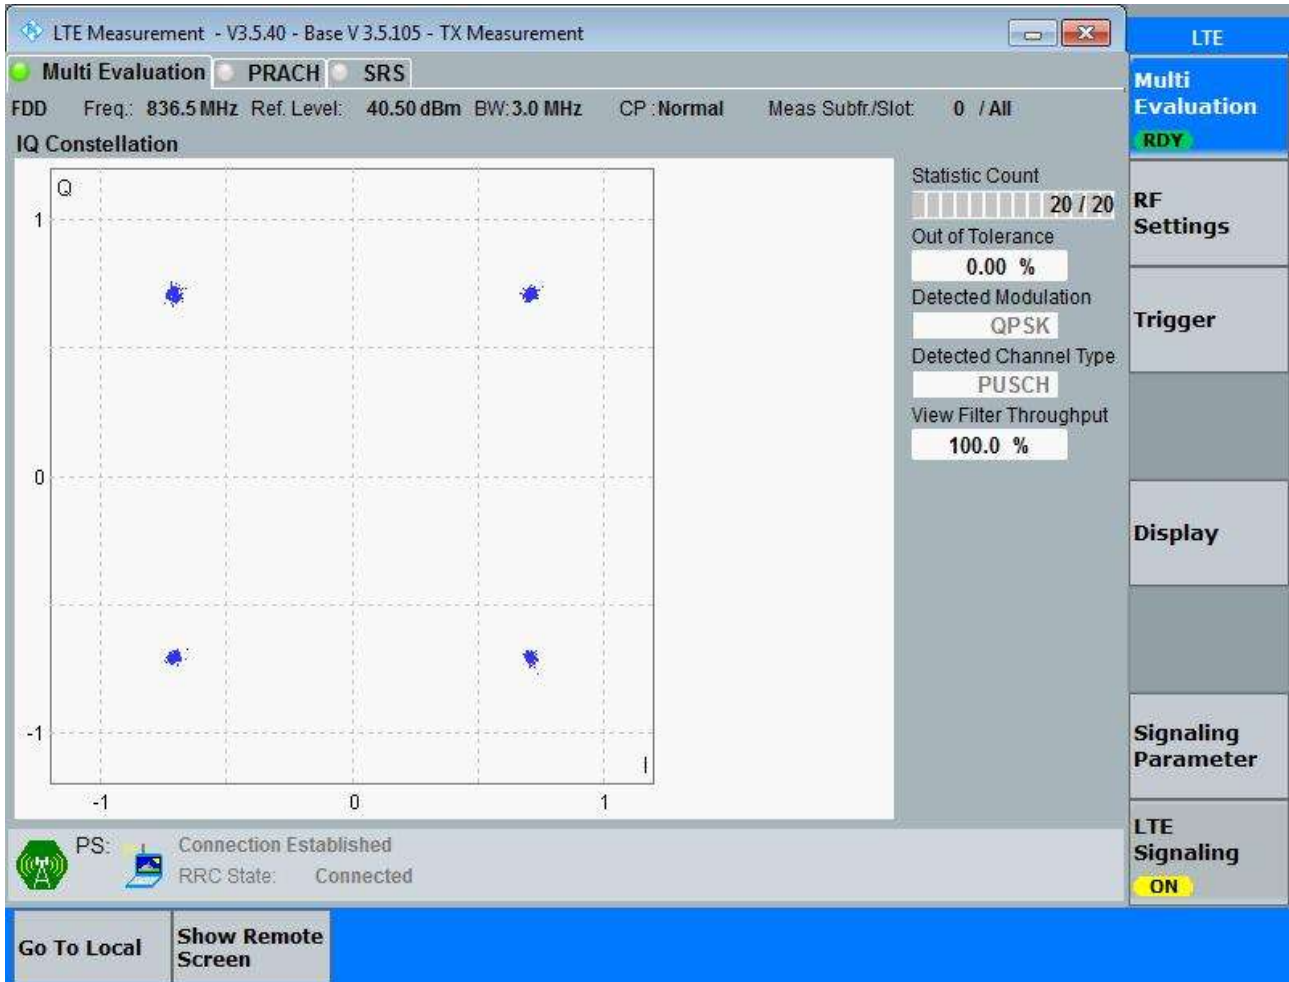 LTE Measurement - V3.5.40 - Base V 3.5.105 - TX Measurement
LTE
Multi Evaluation PRACH SRS
FDD Freq.: 836.5 MHz Ref. Level: 40.50 dBm BW: 3.0 MHz CP : Normal Meas Subfr./Slot: 0 / All
IQ Constellation
Q
1
0
-1
I
-1 0 1
Statistic Count
20 / 20
Out of Tolerance
0.00 %
Detected Modulation
QPSK
Detected Channel Type
PUSCH
View Filter Throughput
100.0 %
Multi
Evaluation
RDY
RF
Settings
Trigger
Display
Signaling
Parameter
LTE
Signaling
ON
PS: Connection Established
RRC State: Connected
Go To Local
Show Remote
Screen